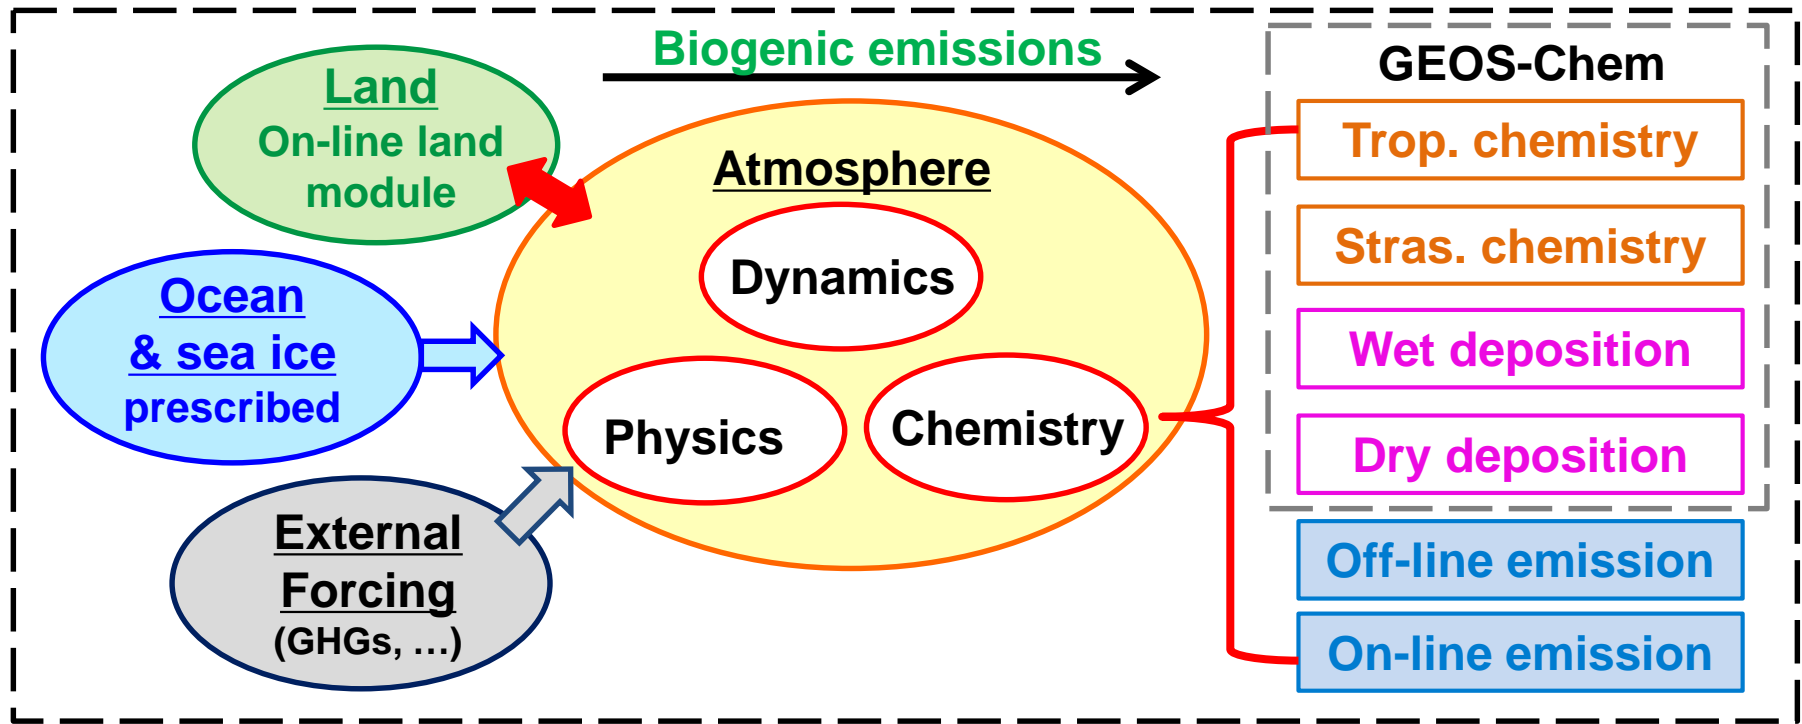 Biogenic emissions
Land
On-line land
module
Ocean
& sea ice
prescribed
External
Forcing
(GHGs, …)
Atmosphere
Dynamics
Physics
Chemistry
GEOS-Chem
Trop. chemistry
Stras. chemistry
Wet deposition
Dry deposition
Off-line emission
On-line emission